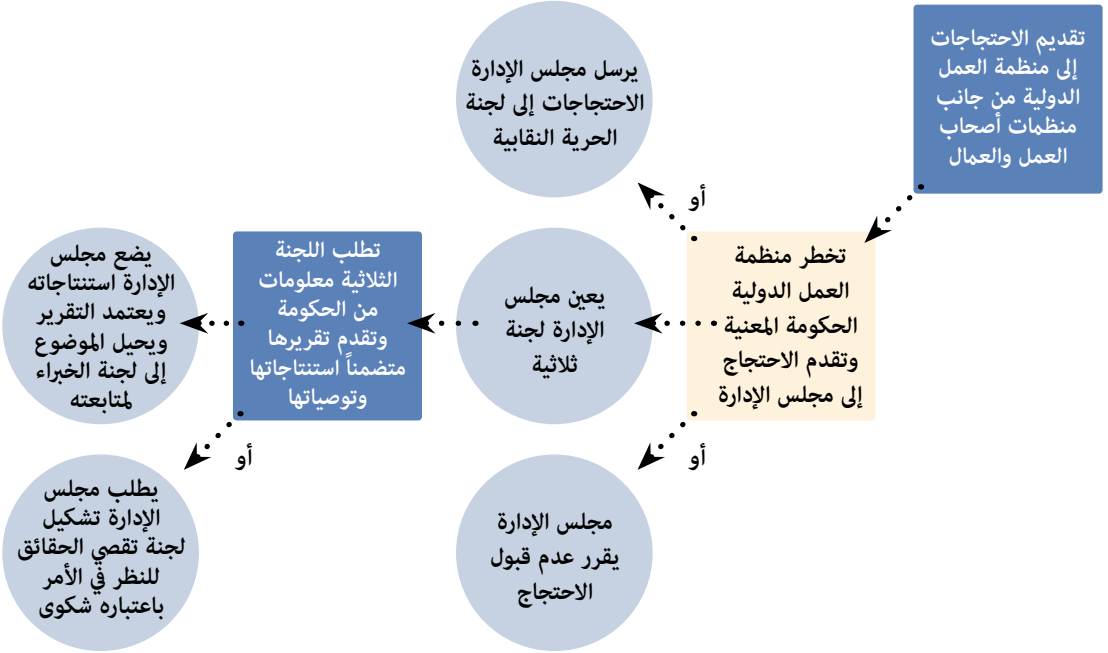 تقديم الاحتجاجات
إلى منظمة العمل
الدولية من جانب
منظمات أصحاب
العمل والعمال
تخطر منظمة
العمل الدولية
الحكومة المعنية
وتقدم الاحتجاج
إلى مجلس الإدارة
أو
يرسل مجلس الإدارة
الاحتجاجات إلى لجنة
الحرية النقابية
يعين مجلس
الإدارة لجنة
ثلاثية
أو
مجلس الإدارة
يقرر عدم قبول
الاحتجاج
تطلب اللجنة
الثلاثية معلومات
من الحكومة
وتقدم تقريرها
متضمناً استنتاجاتها
وتوصياتها
يضع مجلس
الإدارة استنتاجاته
ويعتمد التقرير
ويحيل الموضوع
إلى لجنة الخبراء
لمتابعته
أو
يطلب مجلس
الإدارة تشكيل
لجنة تقصي الحقائق
للنظر في الأمر
باعتباره شكوى